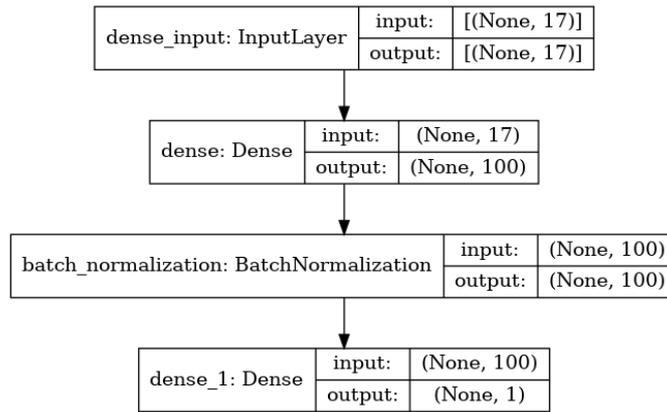 dense_input: InputLayer
input: [(None, 17)]
output: [(None, 17)]
dense: Dense
input: (None, 17)
output: (None, 100)
batch_normalization: BatchNormalization
input: (None, 100)
output: (None, 100)
dense_1: Dense
input: (None, 100)
output: (None, 1)